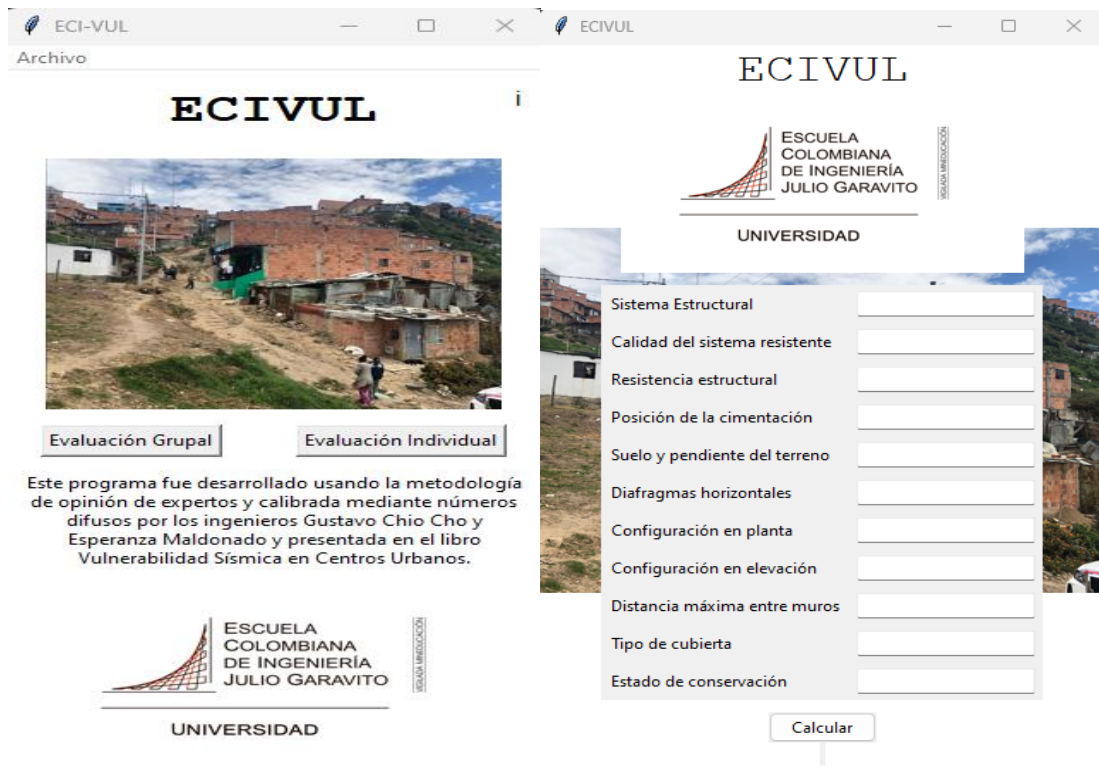 ECI-VUL
Archivo
ECIVUL
i
Evaluación Grupal
Evaluación Individual
Este programa fue desarrollado usando la metodología
de opinión de expertos y calibrada mediante números
difusos por los ingenieros Gustavo Chio Cho y
Esperanza Maldonado y presentada en el libro
Vulnerabilidad Sísmica en Centros Urbanos.
ESCUELA
COLOMBIANA
DE INGENIERÍA
JULIO GARAVITO
VIGILADA MINEDUCACIÓN
UNIVERSIDAD
ECIVUL
ECIVUL
ESCUELA
COLOMBIANA
DE INGENIERÍA
JULIO GARAVITO
VIGILADA MINEDUCACIÓN
UNIVERSIDAD
Sistema Estructural
Calidad del sistema resistente
Resistencia estructural
Posición de la cimentación
Suelo y pendiente del terreno
Diafragmas horizontales
Configuración en planta
Configuración en elevación
Distancia máxima entre muros
Tipo de cubierta
Estado de conservación
Calcular